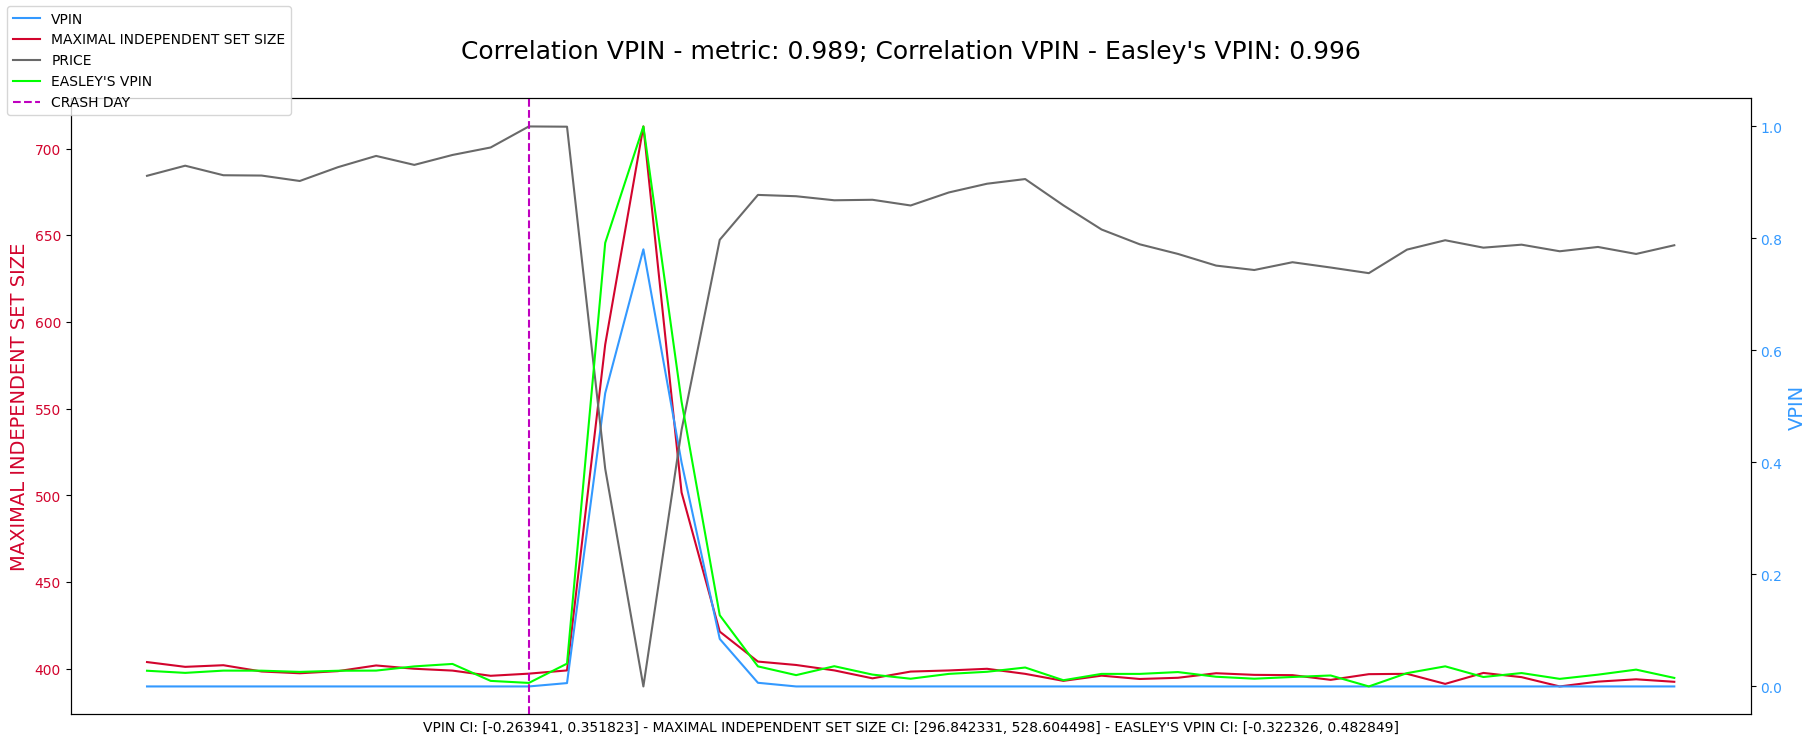 VPIN
MAXIMAL INDEPENDENT SET SIZE
PRICE
EASLEY'S VPIN
CRASH DAY
Correlation VPIN - metric: 0.989; Correlation VPIN - Easley's VPIN: 0.996
MAXIMAL INDEPENDENT SET SIZE
700
650
600
550
500
450
400
1.0
0.8
0.6
0.4
0.2
0.0
VPIN
VPIN CI: [-0.263941, 0.351823] - MAXIMAL INDEPENDENT SET SIZE CI: [296.842331, 528.604498] - EASLEY'S VPIN CI: [-0.322326, 0.482849]